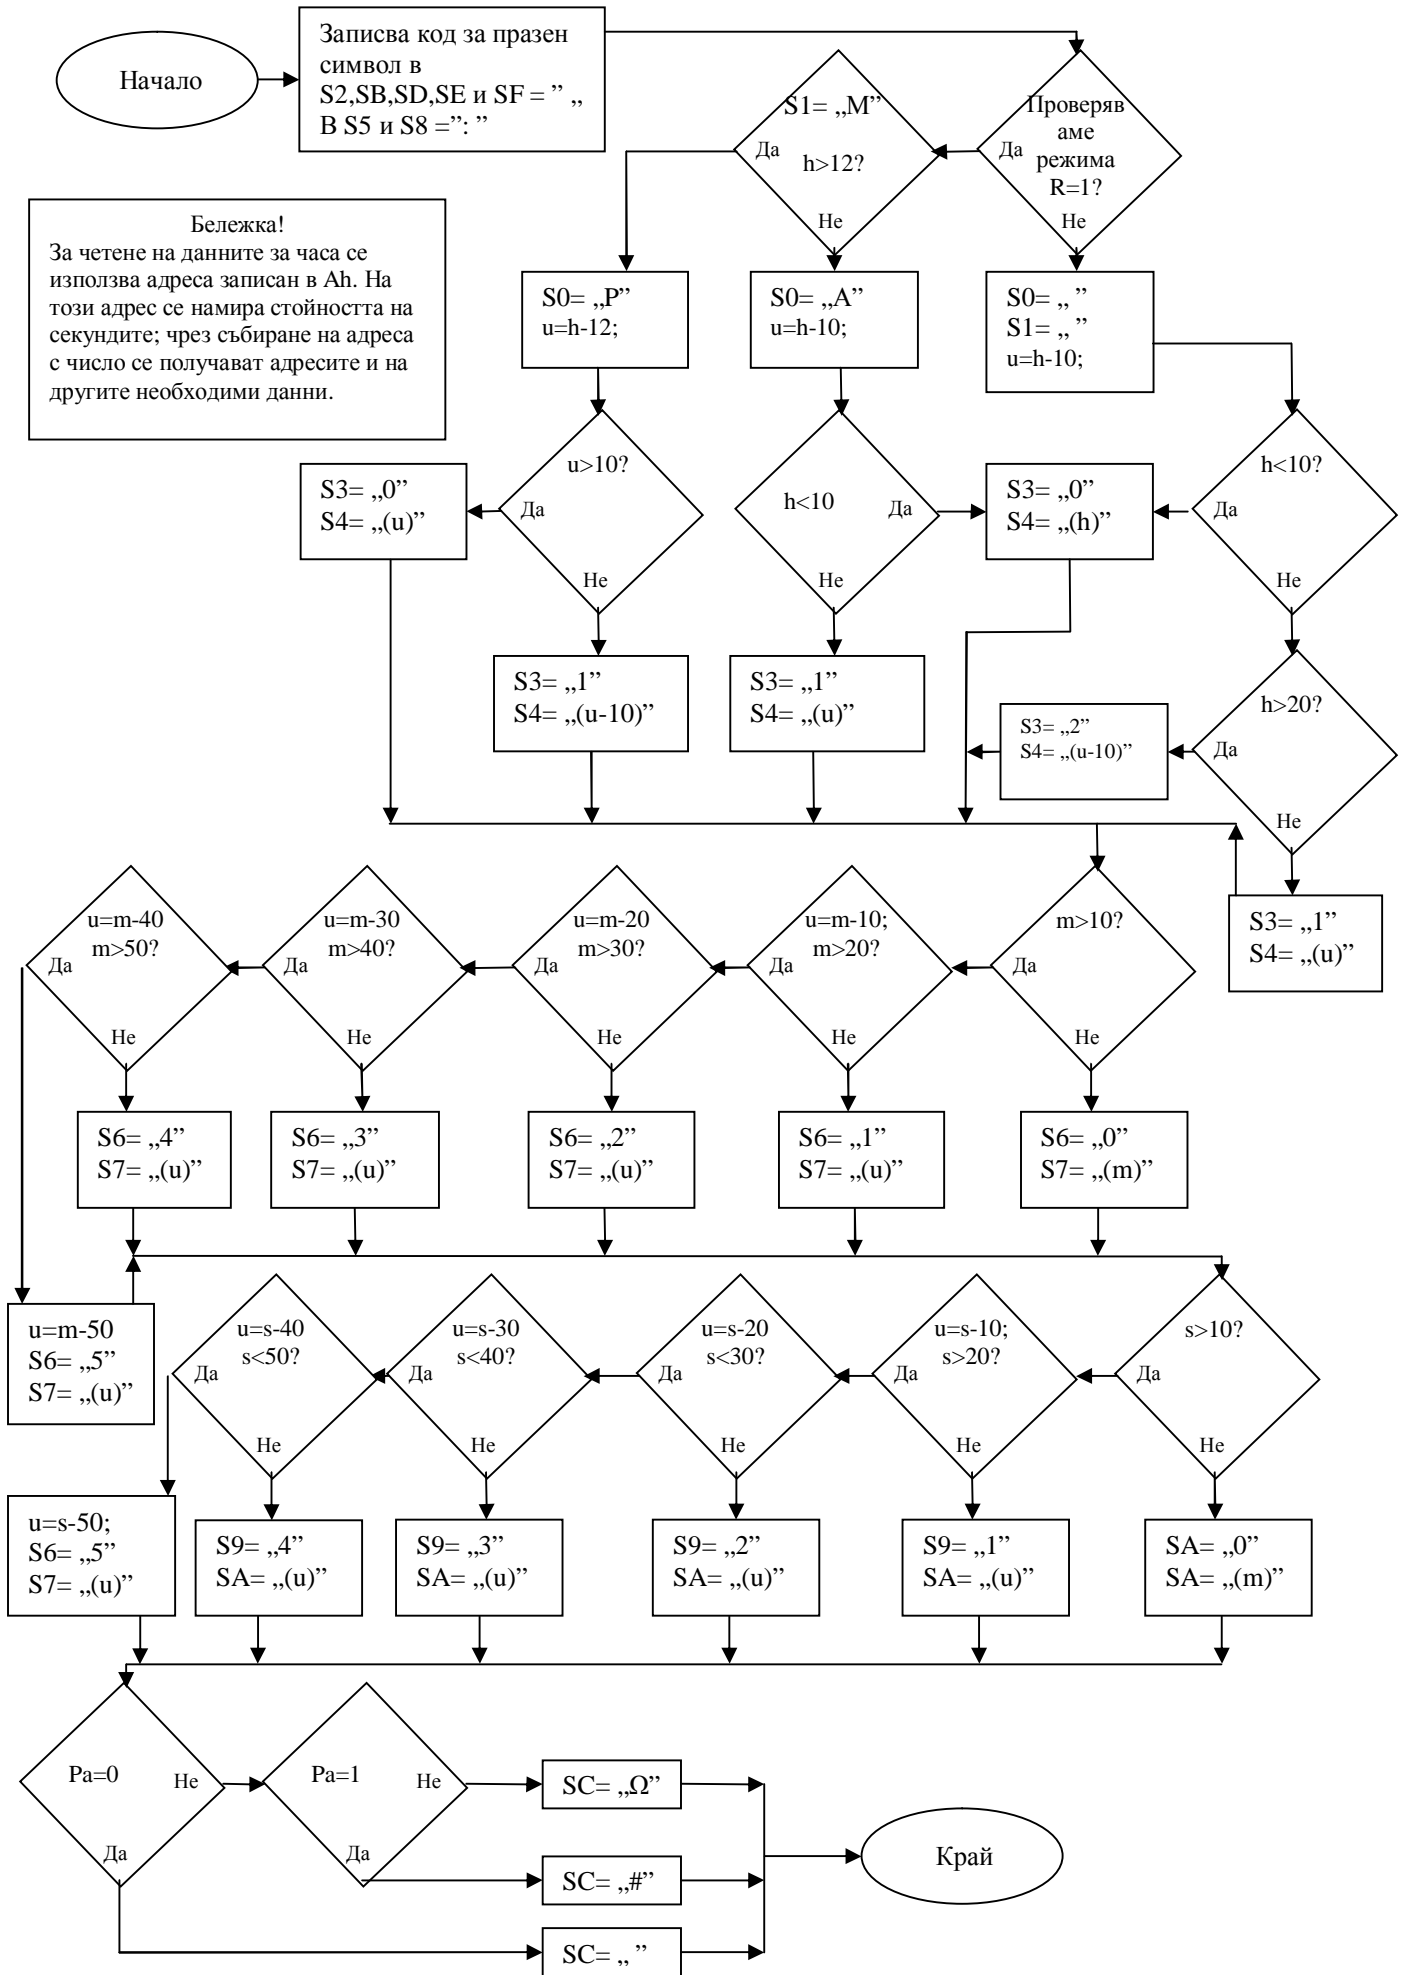 Начало
Записва код за празен
символ в
S2,SB,SD,SE и SF = ” „
В S5 и S8 =”: ”
S1= „M”
h>12?
Да
Не
Проверяв
аме
режима
R=1?
Да
Не
Бележка!
За четене на данните за часа се
използва адреса записан в Ah. На
този адрес се намира стойността на
секундите; чрез събиране на адреса
с число се получават адресите и на
другите необходими данни.
S0= „P”
u=h-12;
S0= „A”
u=h-10;
S0= „ ”
S1= „ ”
u=h-10;
S3= „0”
S4= „(u)”
u>10?
Да
Не
h<10
Да
Не
S3= „0”
S4= „(h)”
h<10?
Да
Не
S3= „1”
S4= „(u-10)”
S3= „1”
S4= „(u)”
S3= „2”
S4= „(u-10)”
h>20?
Да
Не
u=m-40
m>50?
Да
Не
u=m-30
m>40?
Да
Не
u=m-20
m>30?
Да
Не
u=m-10;
m>20?
Да
Не
m>10?
Да
Не
S3= „1”
S4= „(u)”
S6= „4”
S7= „(u)”
S6= „3”
S7= „(u)”
S6= „2”
S7= „(u)”
S6= „1”
S7= „(u)”
S6= „0”
S7= „(m)”
u=m-50
S6= „5”
S7= „(u)”
u=s-40
s<50?
Да
Не
u=s-30
s<40?
Да
Не
u=s-20
s<30?
Да
Не
u=s-10;
s>20?
Да
Не
s>10?
Да
Не
u=s-50;
S6= „5”
S7= „(u)”
S9= „4”
SA= „(u)”
S9= „3”
SA= „(u)”
S9= „2”
SA= „(u)”
S9= „1”
SA= „(u)”
SA= „0”
SA= „(m)”
Pa=0
Не
Да
Pa=1
Не
Да
SC= „Ω”
SC= „#”
SC= „ ”
Край